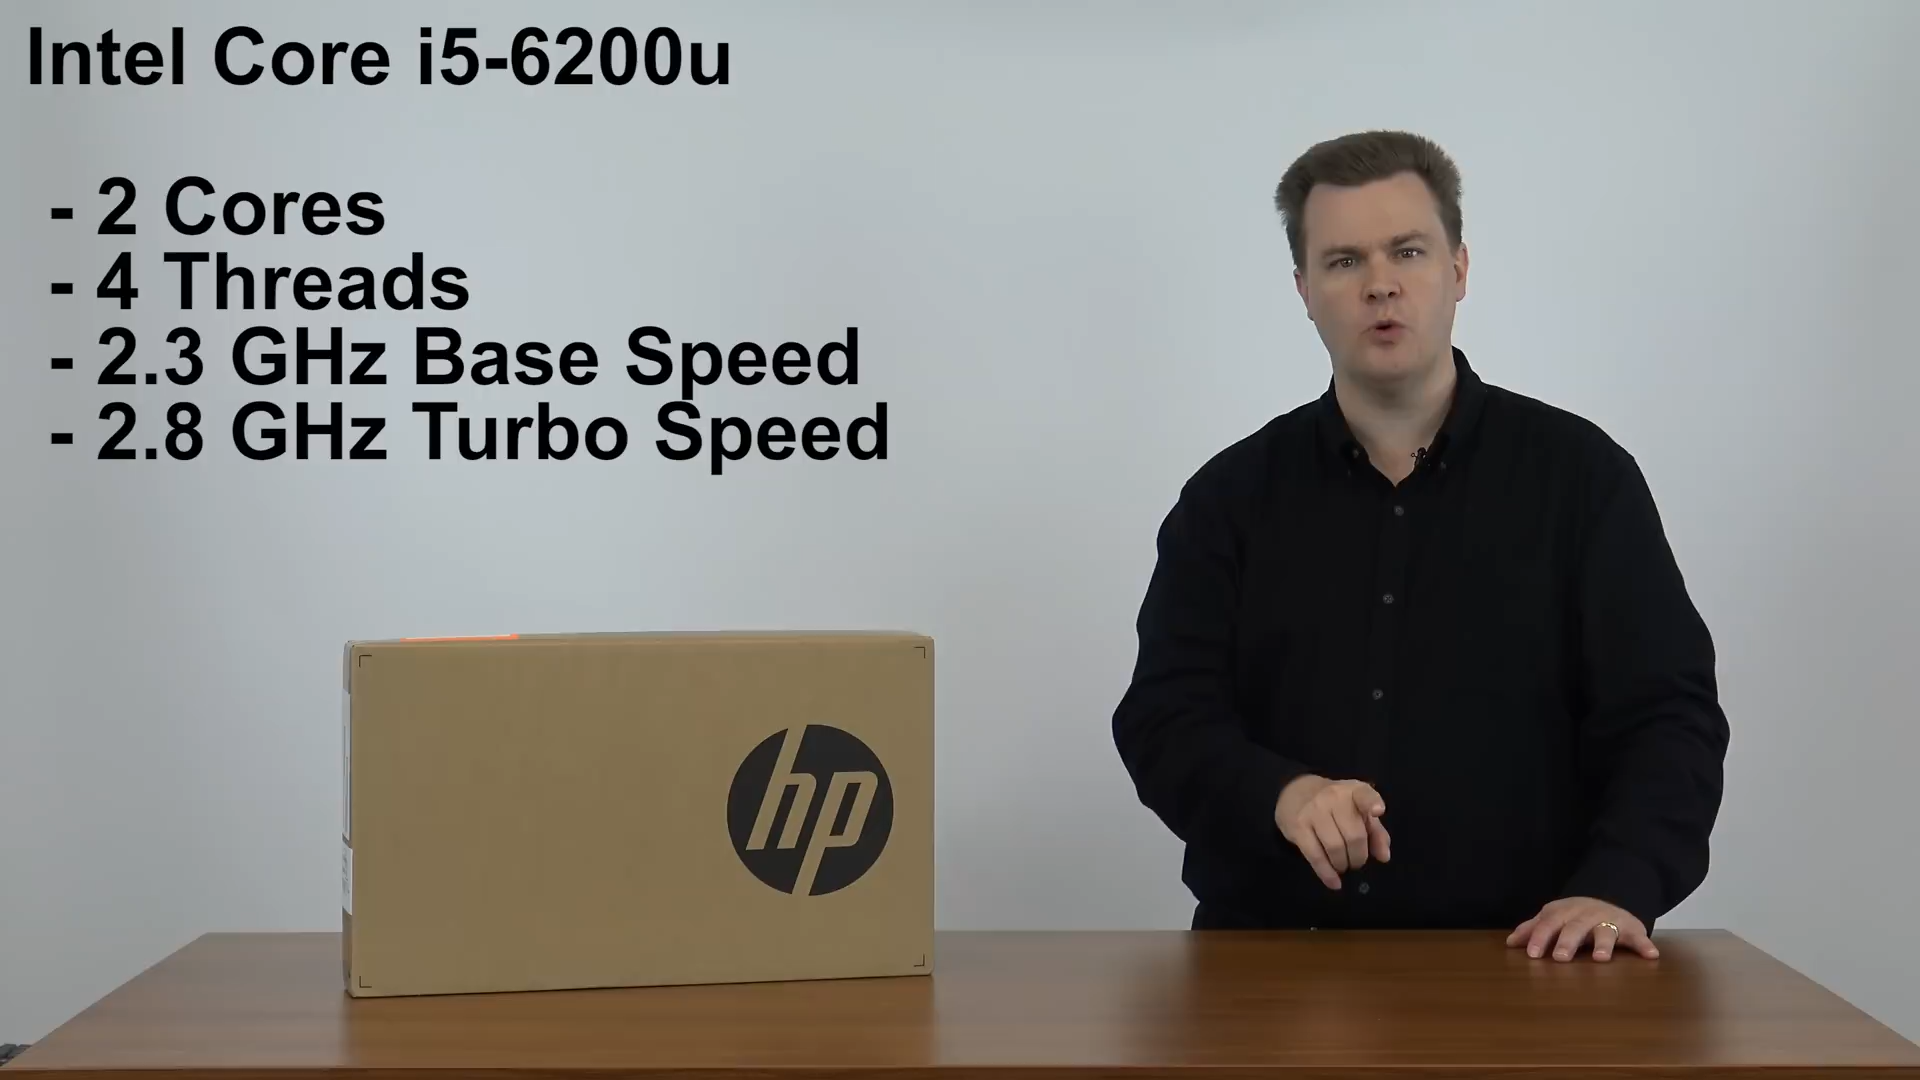 Intel Core i5-6200u
- 2 Cores
- 4 Threads
- 2.3 GHz Base Speed
- 2.8 GHz Turbo Speed
hp